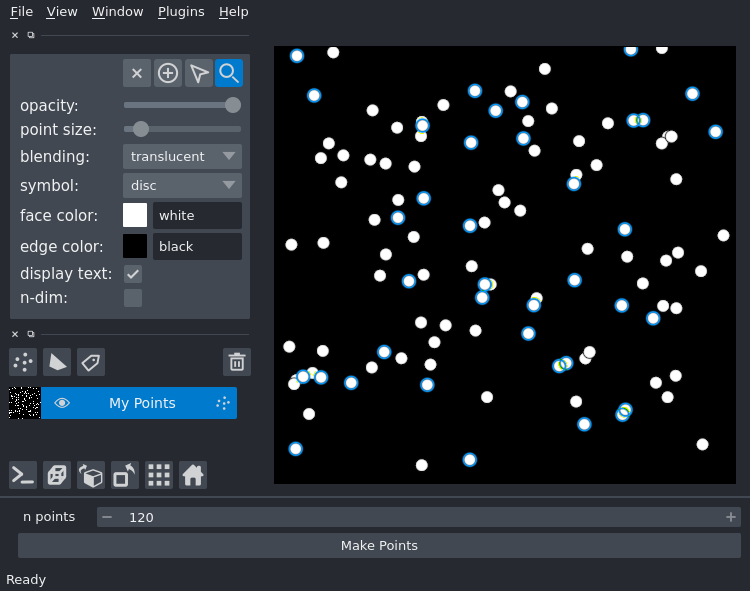 File View Window Plugins Help
opacity:
point size:
blending: translucent
symbol: disc
face color: white
edge color: black
display text:
n-dim:
My Points
n points 120
Make Points
Ready